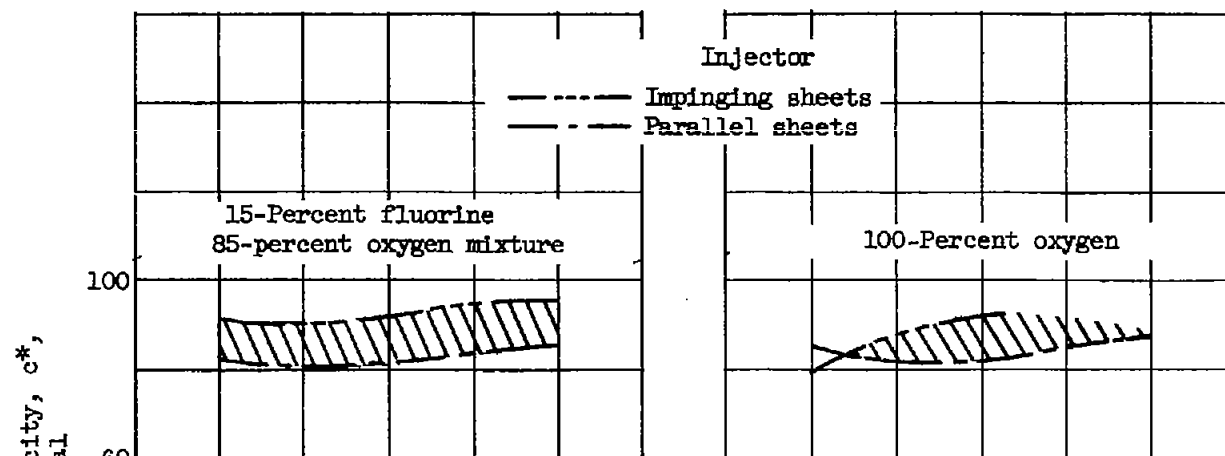 Injector
Impinging sheets
Parallel sheets
15-Percent fluorine
85-percent oxygen mixture
100-Percent oxygen
100
c*,